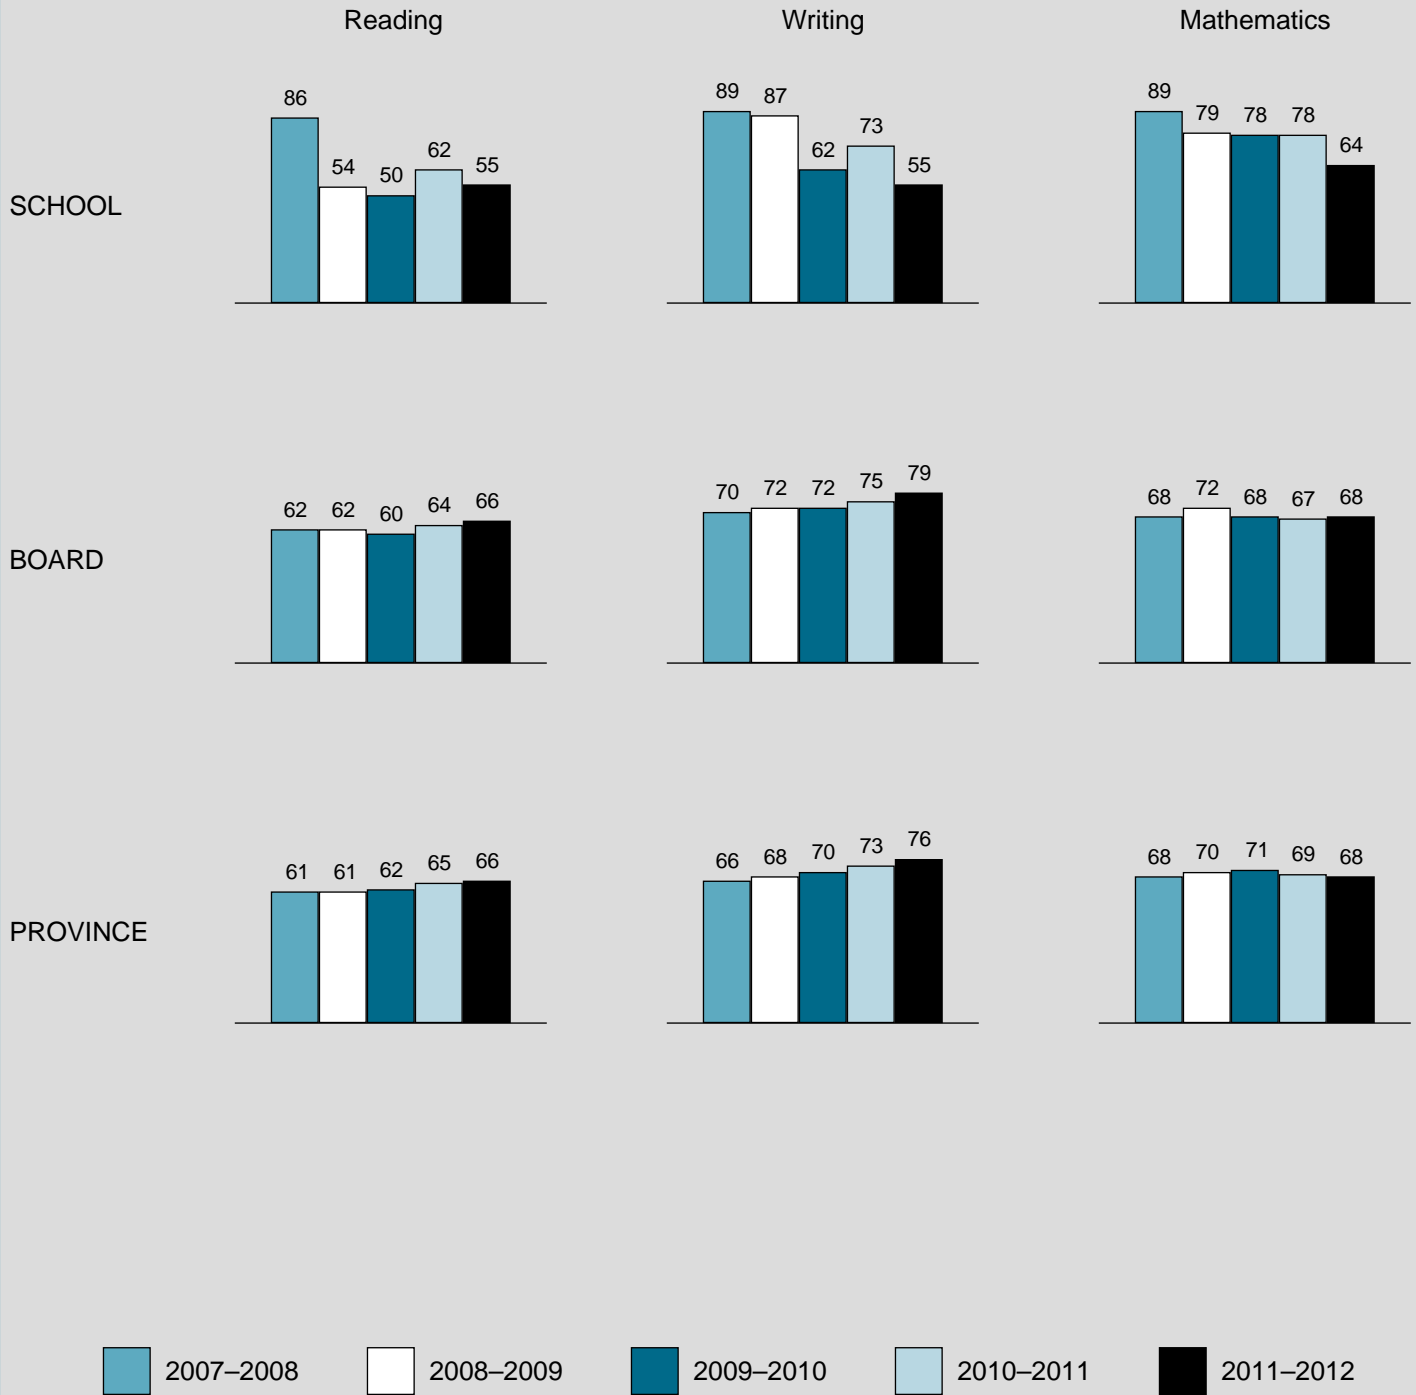 Reading Writing Mathematics
SCHOOL
86 54 50 62 55
89 87 62 73 55
89 79 78 78 64
BOARD
62 62 60 64 66
70 72 72 75 79
68 72 68 67 68
PROVINCE
61 61 62 65 66
66 68 70 73 76
68 70 71 69 68
2007–2008 2008–2009 2009–2010 2010–2011 2011–2012